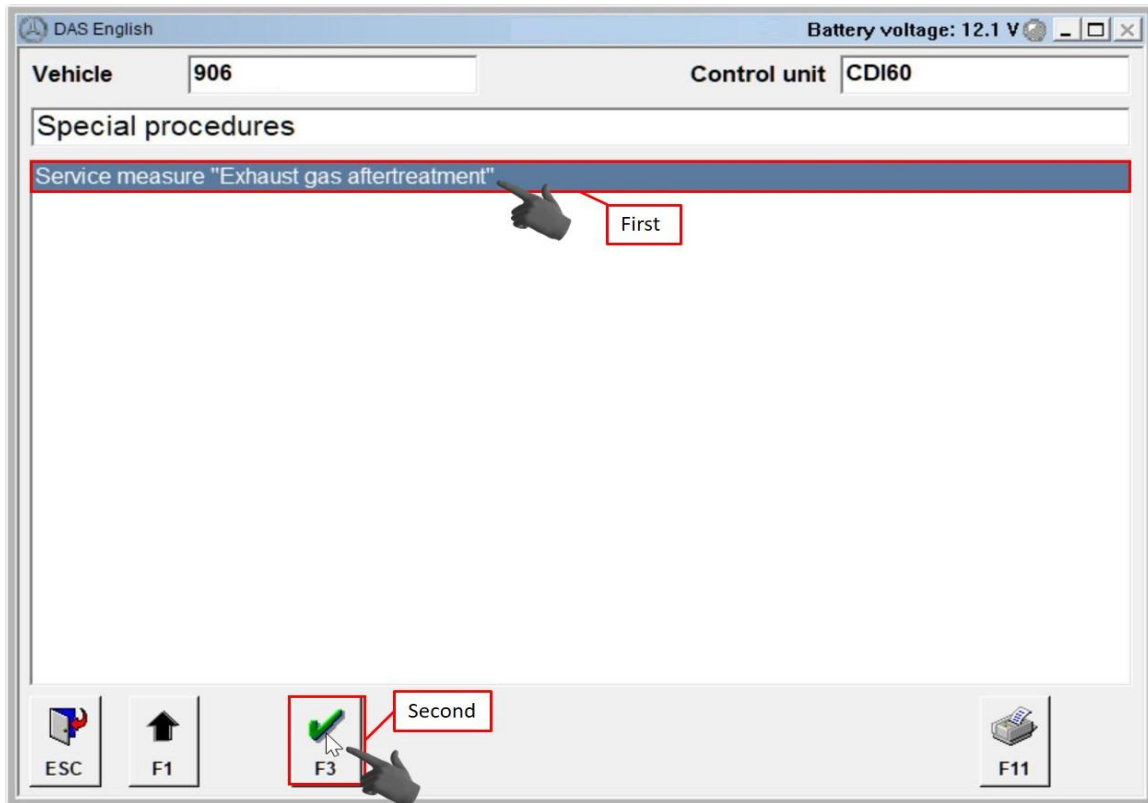 DAS English
Battery voltage: 12.1 V
Vehicle 906 Control unit CDI60
Special procedures
Service measure "Exhaust gas aftertreatment"
First
Second
ESC F1 F3 F11